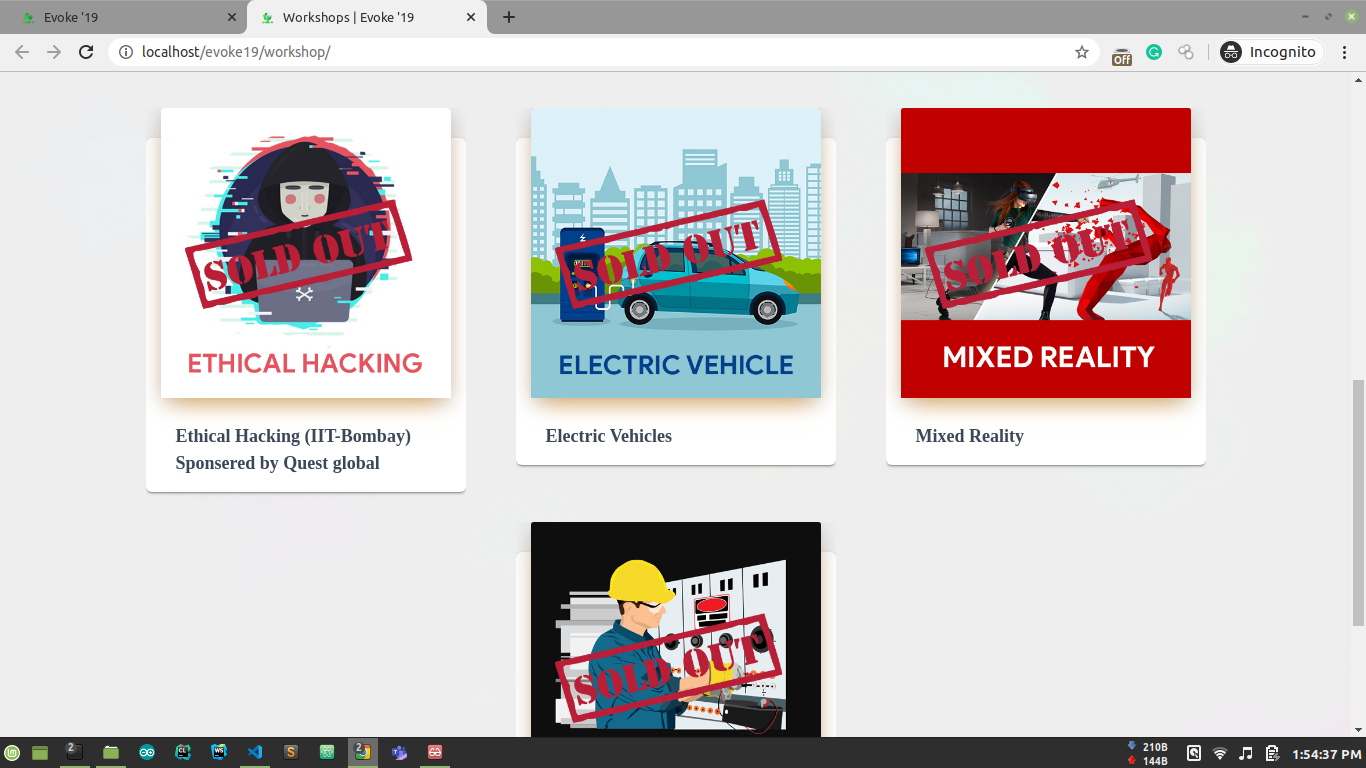 Evoke '19
Workshops | Evoke '19
localhost/evoke19/workshop/
Off
Incognito
SOLD OUT
ETHICAL HACKING
Ethical Hacking (IIT-Bombay)
Sponsered by Quest global
SOLD OUT
ELECTRIC VEHICLE
Electric Vehicles
SOLD OUT
MIXED REALITY
Mixed Reality
SOLD OUT
2
CL
WS
S
2
210B
144B
1:54:37 PM